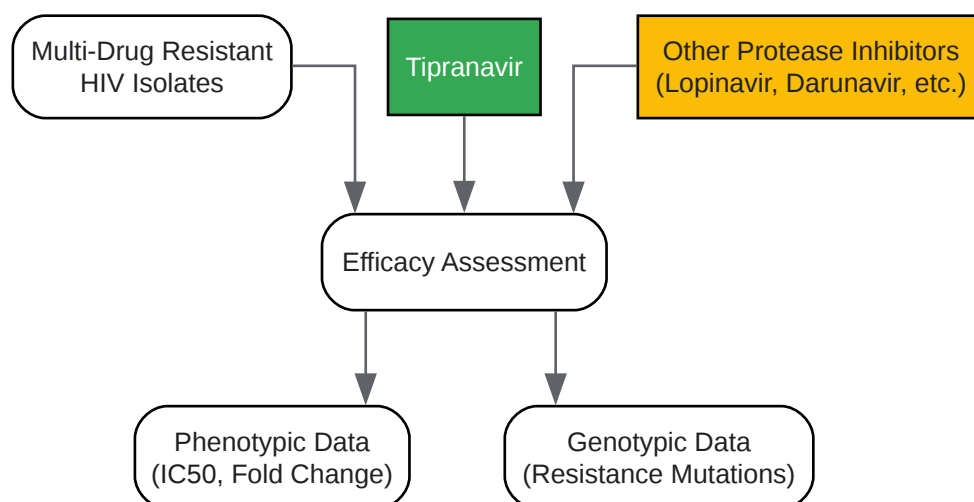 Multi-Drug Resistant
HIV Isolates
Tipranavir
Other Protease Inhibitors
(Lopinavir, Darunavir, etc.)
Efficacy Assessment
Phenotypic Data
(IC50, Fold Change)
Genotypic Data
(Resistance Mutations)